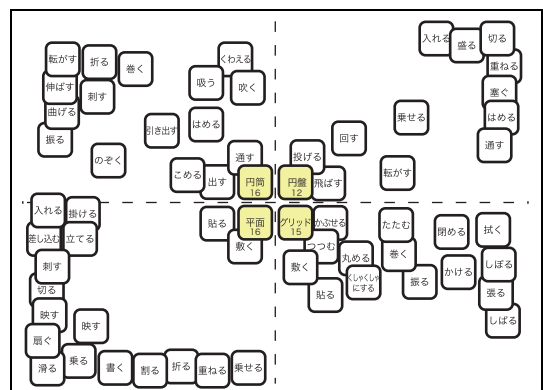 転がす
折る
巻く
伸ばす
刺す
曲げる
振る
のぞく
引き出す
くわえる
吸う
吹く
はめる
こめる
出す
通す
円筒
16
入れる
盛る
切る
重ねる
塞ぐ
はめる
通す
乗せる
回す
転がす
投げる
円盤
12
飛ばす
入れる
掛ける
差し込む
立てる
刺す
切る
映す
扇ぐ
滑る
乗る
映す
書く
割る
折る
重ねる
乗せる
貼る
平面
16
敷く
グリッド
15
かぶせる
つつむ
敷く
丸める
くしゃくしゃ
にする
貼る
たたむ
巻く
振る
閉める
かける
拭く
しぼる
張る
しばる